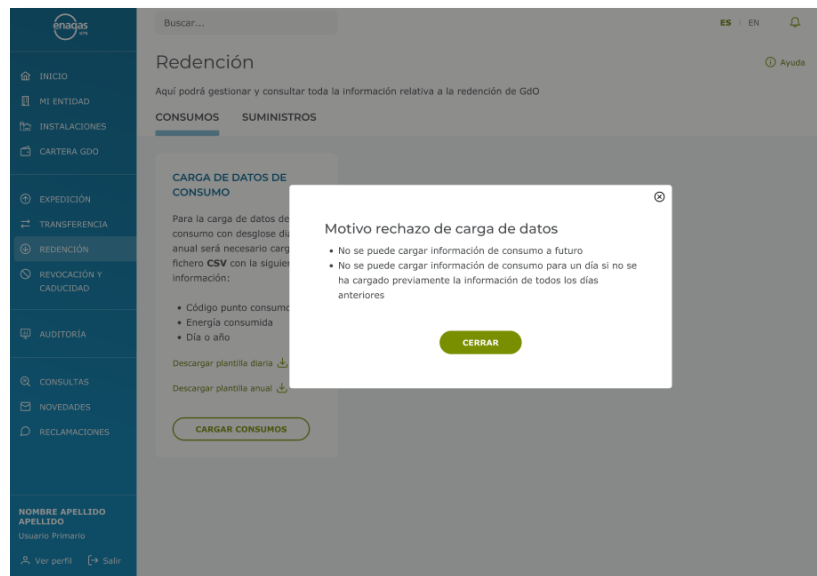 enagas
GTS
Buscar...
ES | EN
INICIO
MI ENTIDAD
INSTALACIONES
CARTERA GDO
EXPEDICIÓN
TRANSFERENCIA
REDENCIÓN
REVOCACIÓN Y
CADUCIDAD
AUDITORÍA
CONSULTAS
NOVEDADES
RECLAMACIONES
NOMBRE APELLIDO
APELLIDO
Usuario Primario
Ver perfil
Salir
Redención
Ayuda
Aquí podrá gestionar y consultar toda la información relativa a la redención de GdO
CONSUMOS SUMINISTROS
CARGA DE DATOS DE
CONSUMO
Para la carga de datos de
consumo con desglose
anual será necesario
fichero CSV con la
información:
• Código punto
• Energía consumida
• Día o año
Descargar plantilla diaria
Descargar plantilla anual
CARGAR CONSUMOS
Motivo rechazo de carga de datos
• No se puede cargar información de consumo a futuro
• No se puede cargar información de consumo para un día si no se
ha cargado previamente la información de todos los días
anteriores
CERRAR